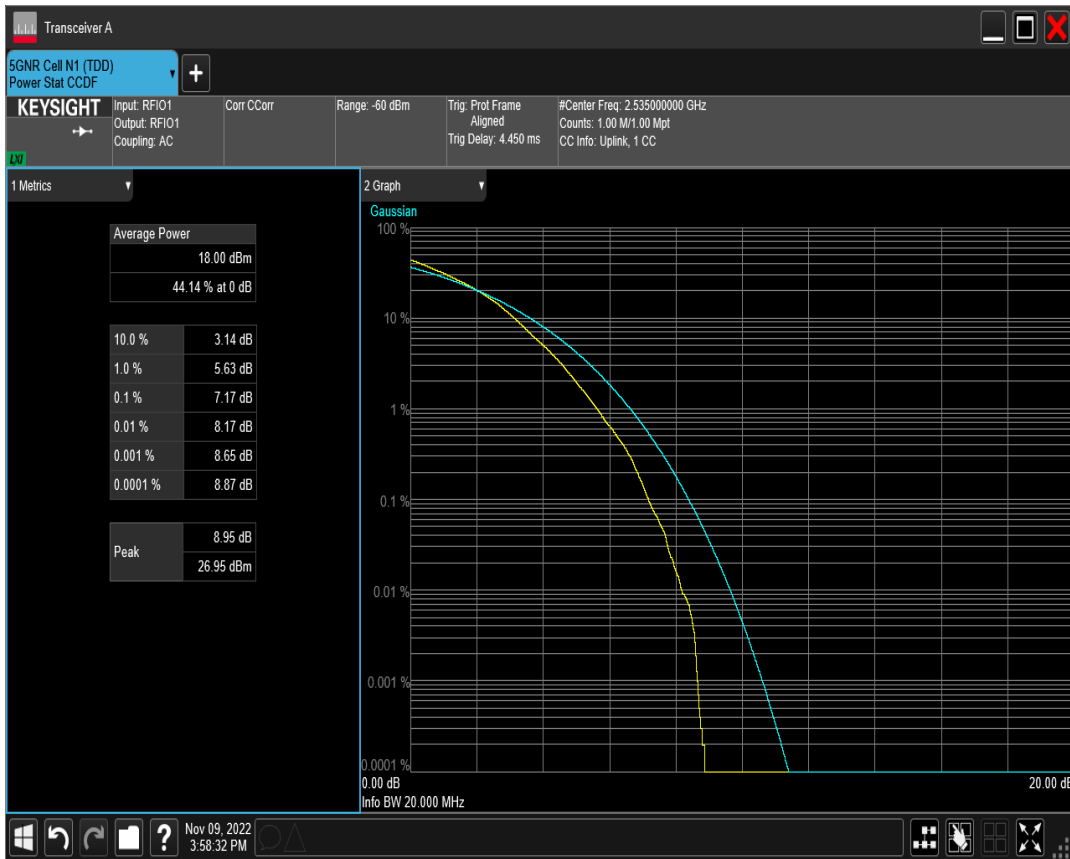 Transceiver A
5GNR Cell N1 (TDD)
Power Stat CCDF
+
KEYSIGHT
LXI
Input: RFIO1
Output: RFIO1
Coupling: AC
Corr CCorr
Range: -60 dBm
Trig: Prot Frame
Aligned
Trig Delay: 4.450 ms
#Center Freq: 2.535000000 GHz
Counts: 1.00 M/1.00 Mpt
CC Info: Uplink, 1 CC
1 Metrics
Average Power
18.00 dBm
44.14 % at 0 dB
10.0 % 3.14 dB
1.0 % 5.63 dB
0.1 % 7.17 dB
0.01 % 8.17 dB
0.001 % 8.65 dB
0.0001 % 8.87 dB
Peak 8.95 dB
26.95 dBm
2 Graph
Gaussian
100 %
10 %
1 %
0.1 %
0.01 %
0.001 %
0.0001 %
0.00 dB 20.00 dB
Info BW 20.000 MHz
?
Nov 09, 2022
3:58:32 PM